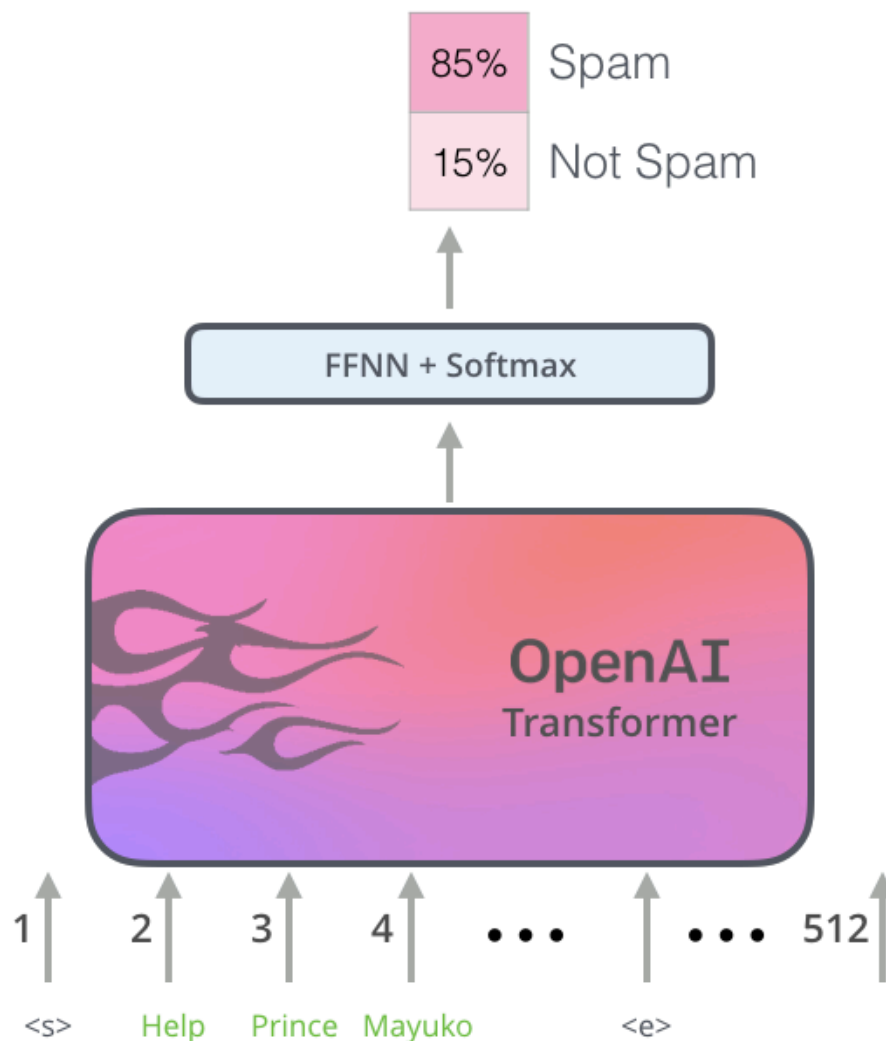 85% Spam
15% Not Spam
FFNN + Softmax
OpenAI
Transformer
1 2 3 4 ... ... 512
<s> Help Prince Mayuko <e>